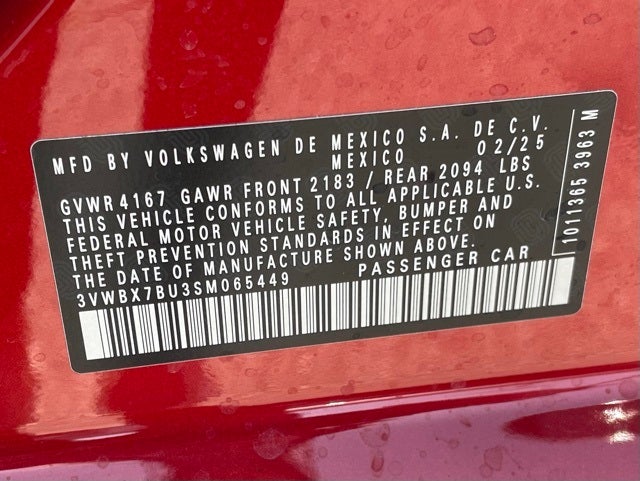 MFD BY VOLKSWAGEN DE MEXICO S.A. DE C.V.
MEXICO 02/25
GVWR 4167 GAWR FRONT 2183 / REAR 2094 LBS
THIS VEHICLE CONFORMS TO ALL APPLICABLE U.S.
FEDERAL MOTOR VEHICLE SAFETY, BUMPER AND
THEFT PREVENTION STANDARDS IN EFFECT ON
THE DATE OF MANUFACTURE SHOWN ABOVE.
3VWBX7BU3SM065449 PASSENGER CAR
1011365 3963 M